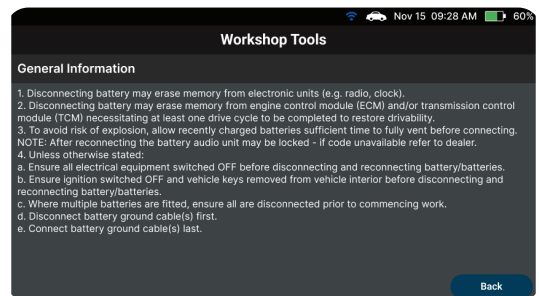 Nov 15 09:28 AM 60%
Workshop Tools
General Information
1. Disconnecting battery may erase memory from electronic units (e.g. radio, clock).
2. Disconnecting battery may erase memory from engine control module (ECM) and/or transmission control
module (TCM) necessitating at least one drive cycle to be completed to restore drivability.
3. To avoid risk of explosion, allow recently charged batteries sufficient time to fully vent before connecting.
NOTE: After reconnecting the battery audio unit may be locked - if code unavailable refer to dealer.
4. Unless otherwise stated:
a. Ensure all electrical equipment switched OFF before disconnecting and reconnecting battery/batteries.
b. Ensure ignition switched OFF and vehicle keys removed from vehicle interior before disconnecting and
reconnecting battery/batteries.
c. Where multiple batteries are fitted, ensure all are disconnected prior to commencing work.
d. Disconnect battery ground cable(s) first.
e. Connect battery ground cable(s) last.
Back